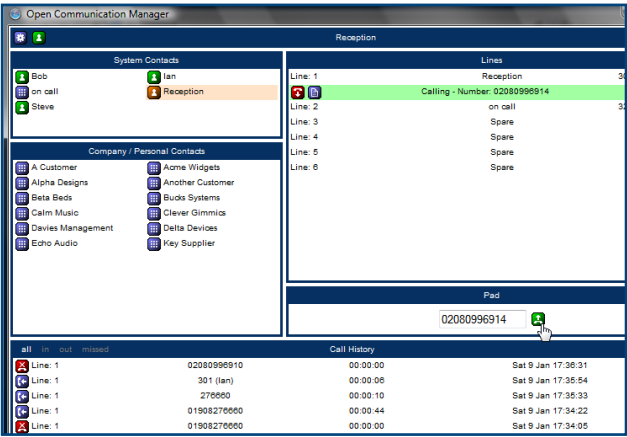 Open Communication Manager
Reception
System Contacts
Bob Ian
on call Reception
Steve
Company / Personal Contacts
A Customer Acme Widgets
Alpha Designs Another Customer
Beta Beds Bucks Systems
Calm Music Clever Gimmics
Davies Management Delta Devices
Echo Audio Key Supplier
Lines
Line: 1 Reception 30
Calling - Number: 02080996914
Line: 2 on call 32
Line: 3 Spare
Line: 4 Spare
Line: 5 Spare
Line: 6 Spare
Pad
02080996914
all in out missed Call History
Line: 1 02080996910 00:00:00 Sat 9 Jan 17:36:31
Line: 1 301 (Ian) 00:00:06 Sat 9 Jan 17:35:54
Line: 1 276660 00:00:10 Sat 9 Jan 17:35:33
Line: 1 01908276660 00:00:44 Sat 9 Jan 17:34:22
Line: 1 01908276660 00:00:00 Sat 9 Jan 17:34:05